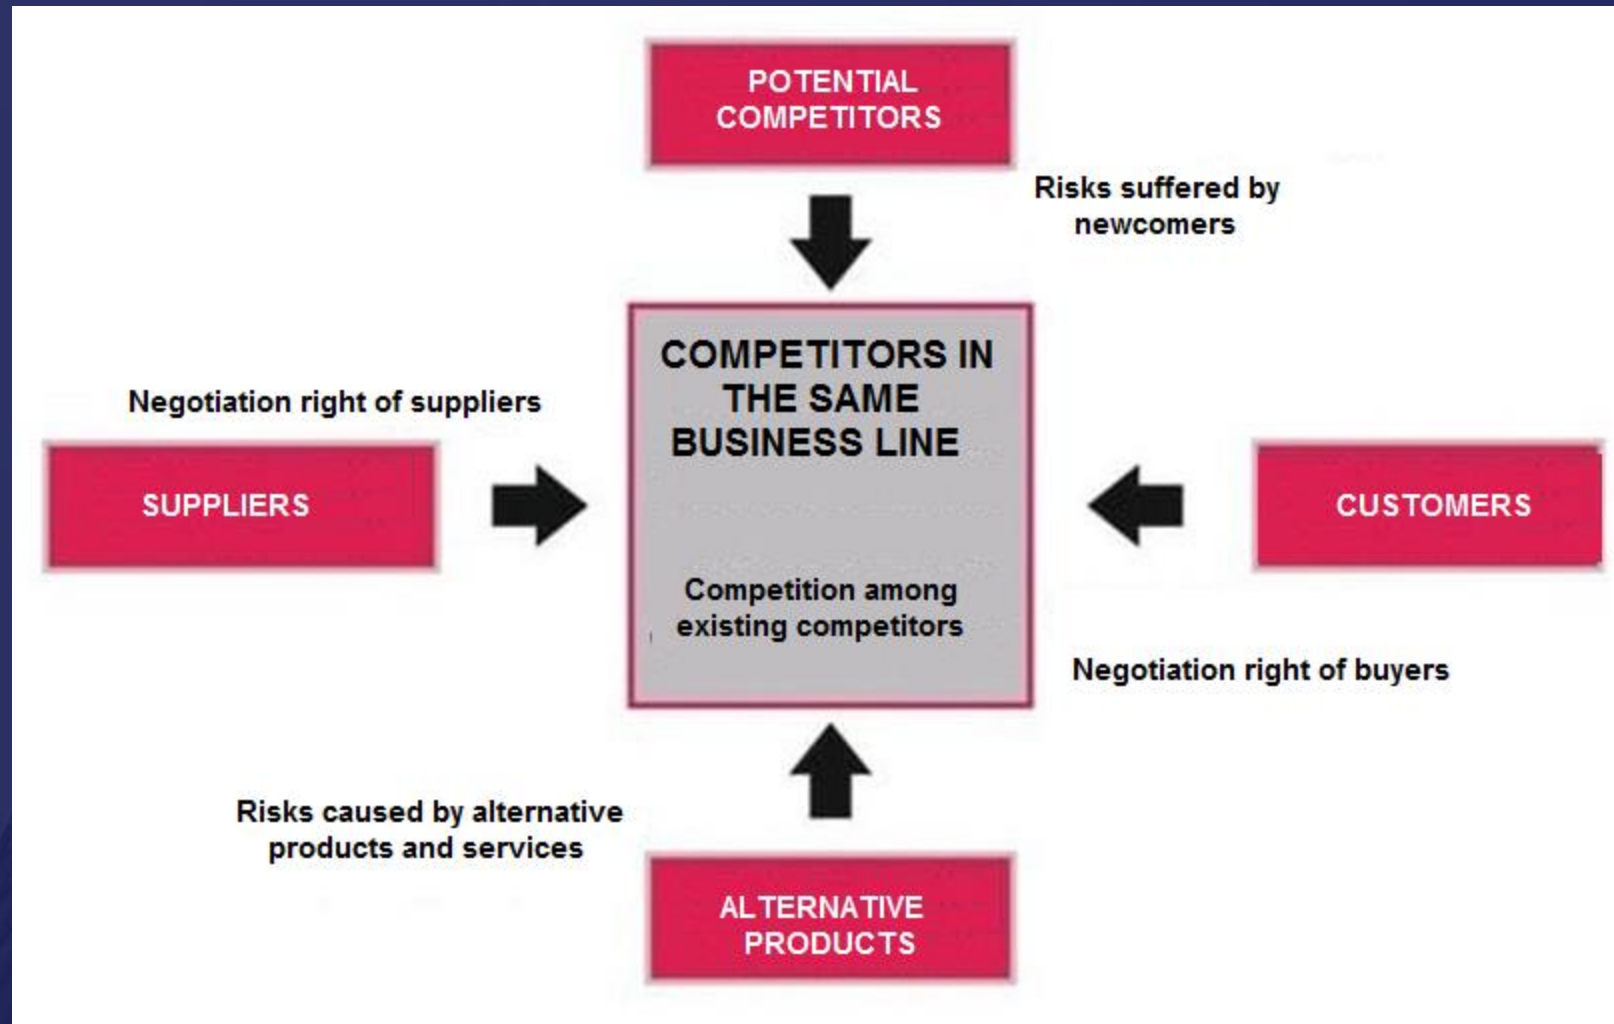 POTENTIAL
COMPETITORS
Risks suffered by
newcomers
COMPETITORS IN
THE SAME
BUSINESS LINE
Negotiation right of suppliers
SUPPLIERS
CUSTOMERS
Competition among
existing competitors
Negotiation right of buyers
Risks caused by alternative
products and services
ALTERNATIVE
PRODUCTS